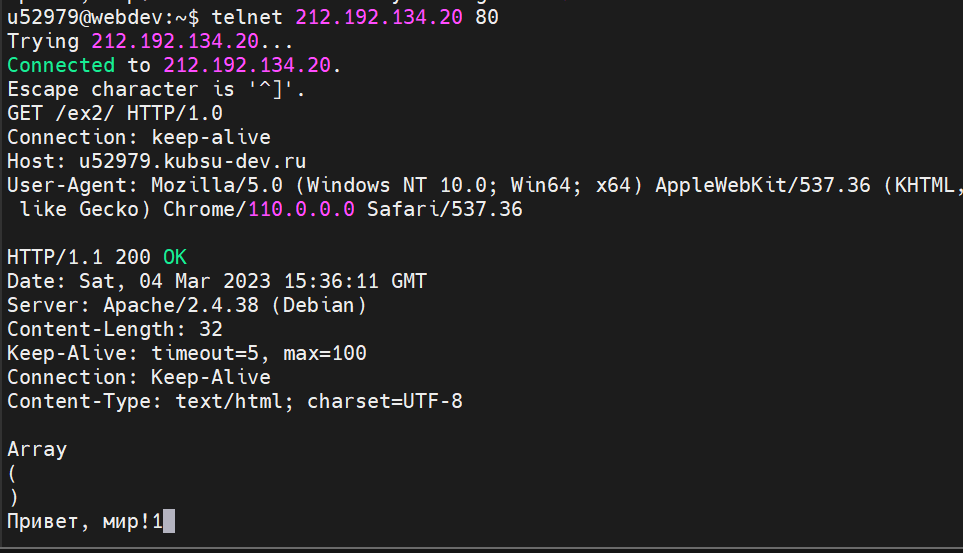 u52979@webdev:~$ telnet 212.192.134.20 80
Trying 212.192.134.20...
Connected to 212.192.134.20.
Escape character is '^]'.
GET /ex2/ HTTP/1.0
Connection: keep-alive
Host: u52979.kubsu-dev.ru
User-Agent: Mozilla/5.0 (Windows NT 10.0; Win64; x64) AppleWebKit/537.36 (KHTML,
like Gecko) Chrome/110.0.0.0 Safari/537.36
HTTP/1.1 200 OK
Date: Sat, 04 Mar 2023 15:36:11 GMT
Server: Apache/2.4.38 (Debian)
Content-Length: 32
Keep-Alive: timeout=5, max=100
Connection: Keep-Alive
Content-Type: text/html; charset=UTF-8
Array
(
)
Привет, мир!1